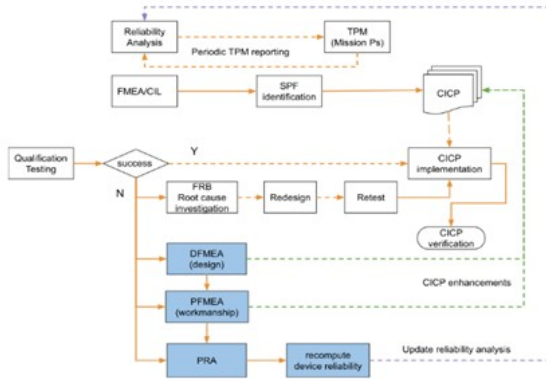 Reliability
Analysis
TPM
(Mission Ps)
Periodic TPM reporting
FMEA/CIL
SPF
identification
CICP
Qualification
Testing
success
Y
CICP
implementation
N
FRB
Root cause
investigation
Redesign
Retest
CICP
verification
DFMEA
(design)
CICP enhancements
PFMEA
(workmanship)
PRA
recompute
device reliability
Update reliability analysis